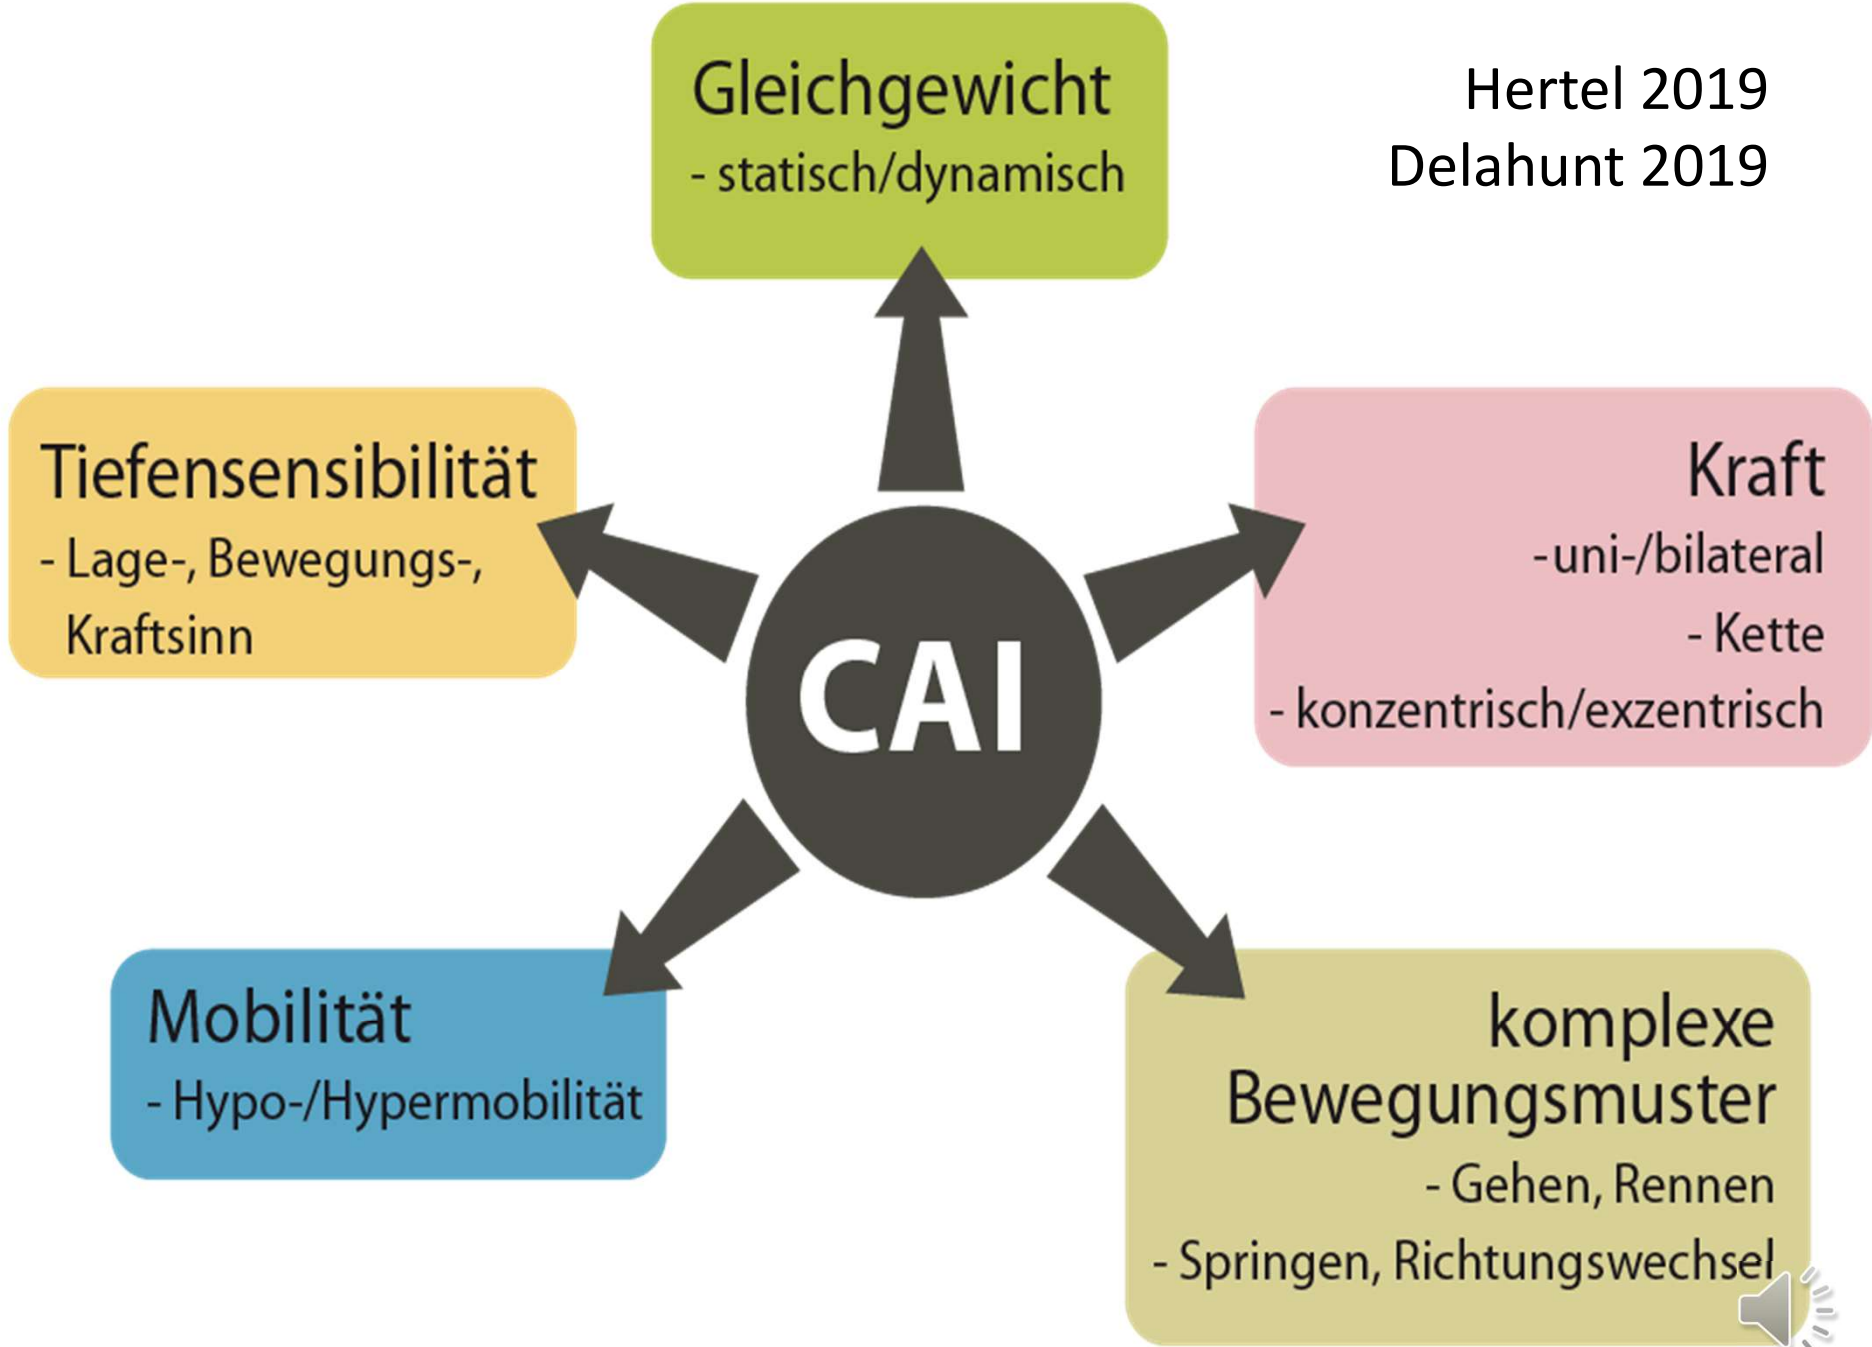 Gleichgewicht
- statisch/dynamisch
Hertel 2019
Delahunt 2019
Tiefensensibilität
- Lage-, Bewegungs-,
Kraftsinn
Kraft
-uni-/bilateral
- Kette
- konzentrisch/exzentrisch
CAI
Mobilität
- Hypo-/Hypermobilität
komplexe
Bewegungsmuster
- Gehen, Rennen
- Springen, Richtungswechsel